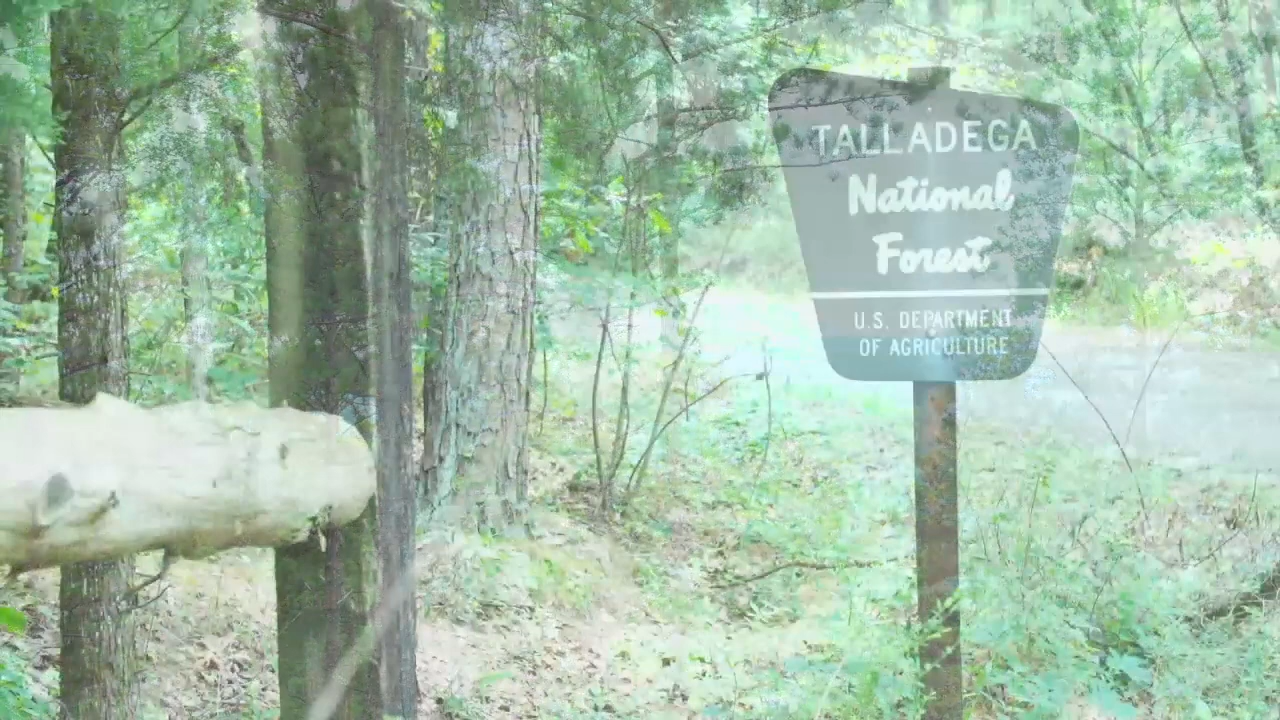 TALLADEGA
National
Forest
U.S. DEPARTMENT
OF AGRICULTURE